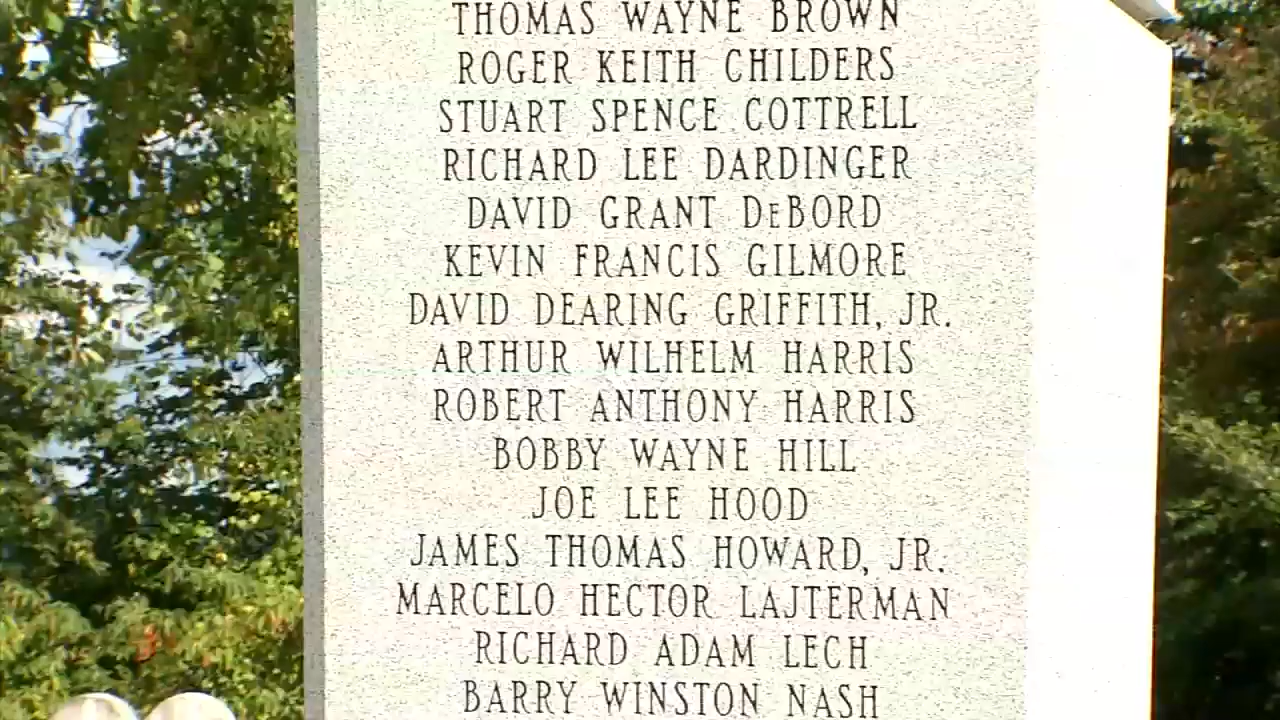 THOMAS WAYNE BROWN
ROGER KEITH CHILDERS
STUART SPENCE COTTRELL
RICHARD LEE DARDINGER
DAVID GRANT DeBORD
KEVIN FRANCIS GILMORE
DAVID DEARING GRIFFITH, JR.
ARTHUR WILHELM HARRIS
ROBERT ANTHONY HARRIS
BOBBY WAYNE HILL
JOE LEE HOOD
JAMES THOMAS HOWARD, JR.
MARCELO HECTOR LAJTERMAN
RICHARD ADAM LECH
BARRY WINSTON NASH